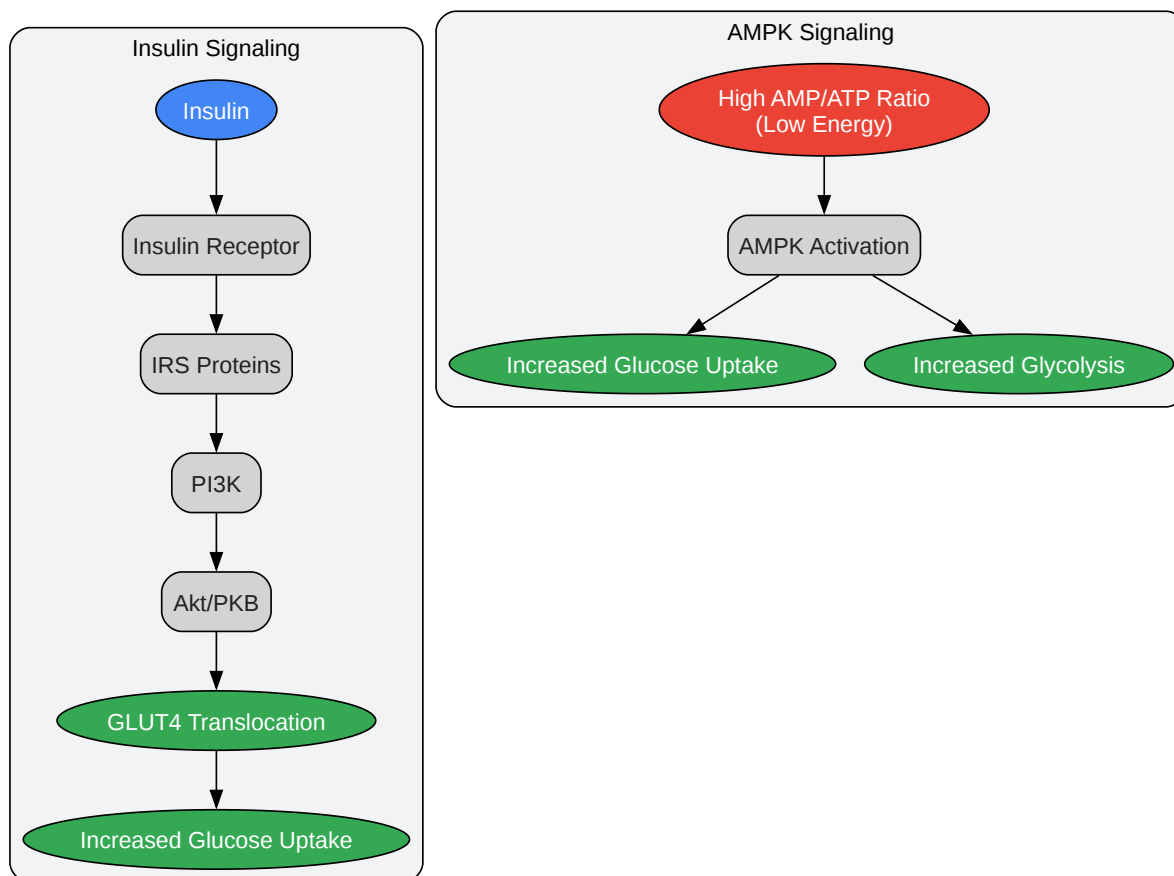 Insulin Signaling
Insulin
Insulin Receptor
IRS Proteins
PI3K
Akt/PKB
GLUT4 Translocation
Increased Glucose Uptake
AMPK Signaling
High AMP/ATP Ratio
(Low Energy)
AMPK Activation
Increased Glucose Uptake
Increased Glycolysis